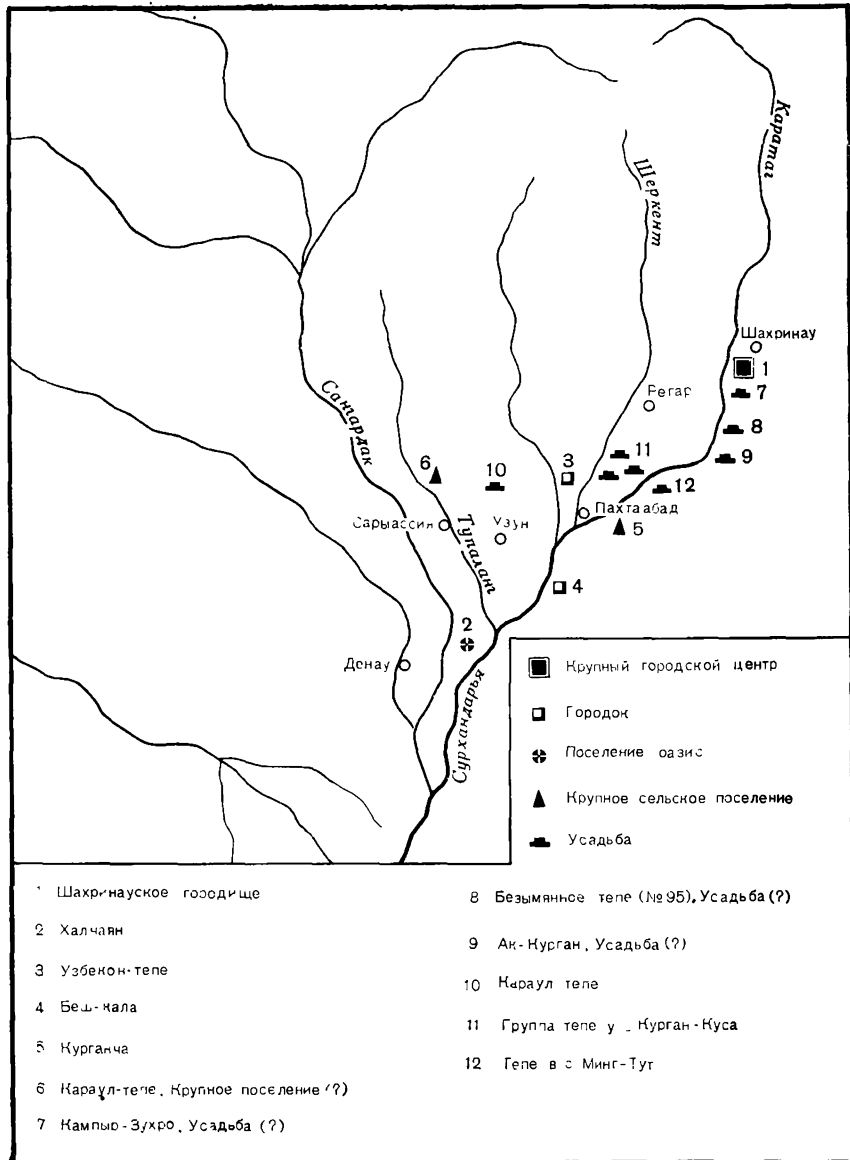 Каратаг
Шеркент
Шахринау
1
7
Регар
8
11
9
3
6
10
12
Сангардак
Пахтаабад
Сарыассия
Тупаланг
Узун
5
4
2
Денау
Сурхандарья
Крупный городской центр
Городок
Поселение оазис
Крупное сельское поселение
Усадьба
1 Шахринауское городище
2 Халчаян
3 Узбекон-тепе
4 Беш-кала
5 Курганча
6 Караул-тепе, Крупное поселение (?)
7 Кампыр-Зухро, Усадьба (?)
8 Безымянное тепе (№95), Усадьба (?)
9 Ак-Курган, Усадьба (?)
10 Караул тепе
11 Группа тепе у Курган-Куса
12 Тепе в с Минг-Тут